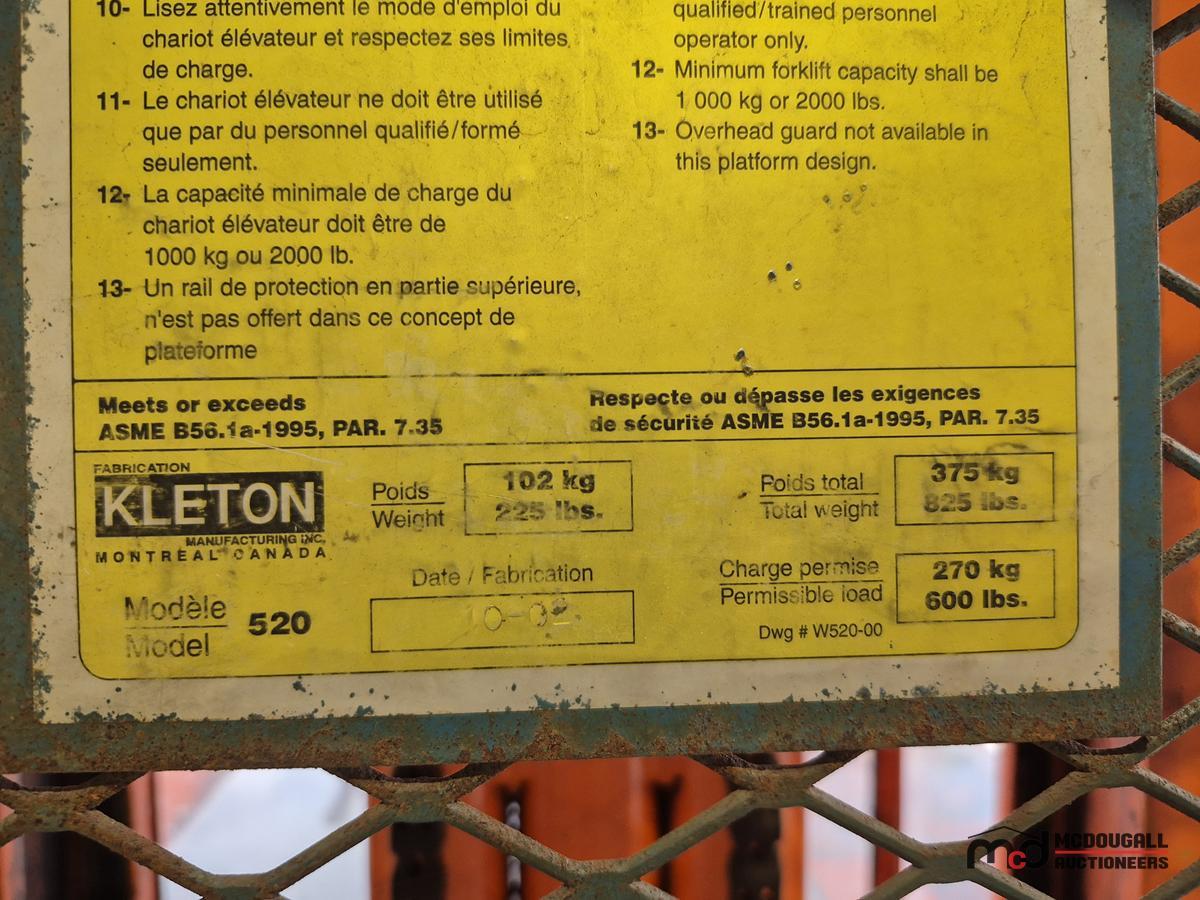 10- Lisez attentivement le mode d'emploi du
chariot élévateur et respectez ses limites
de charge.
11- Le chariot élévateur ne doit être utilisé
que par du personnel qualifié/formé
seulement.
12- La capacité minimale de charge du
chariot élévateur doit être de
1000 kg ou 2000 lb.
13- Un rail de protection en partie supérieure,
n'est pas offert dans ce concept de
plateforme
qualified/trained personnel
operator only.
12- Minimum forklift capacity shall be
1 000 kg or 2000 lbs.
13- Overhead guard not available in
this platform design.
Meets or exceeds
ASME B56.1a-1995, PAR. 7.35
Respecte ou dépasse les exigences
de sécurité ASME B56.1a-1995, PAR. 7.35
FABRICATION
KLETON
MANUFACTURING INC.
MONTREAL CANADA
Poids
Weight
102 kg
225 lbs.
Poids total
Total weight
375 kg
825 lbs.
Modèle
Model
520
Date / Fabrication
Charge permise
Permissible load
270 kg
600 lbs.
Dwg # W520-00
mcd MCDOUGALL
AUCTIONEERS